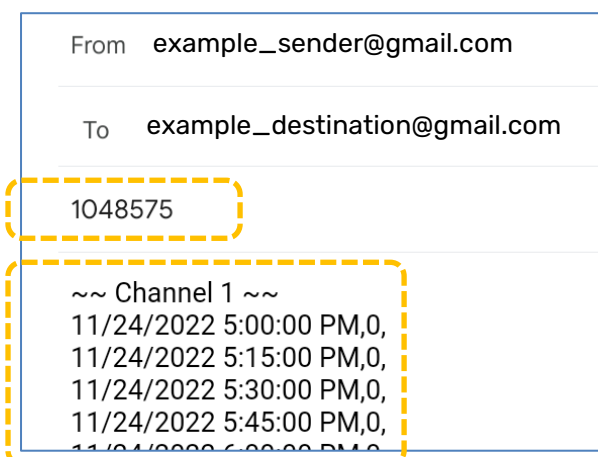 From example_sender@gmail.com
To example_destination@gmail.com
1048575
~~ Channel 1 ~~
11/24/2022 5:00:00 PM,0,
11/24/2022 5:15:00 PM,0,
11/24/2022 5:30:00 PM,0,
11/24/2022 5:45:00 PM,0,